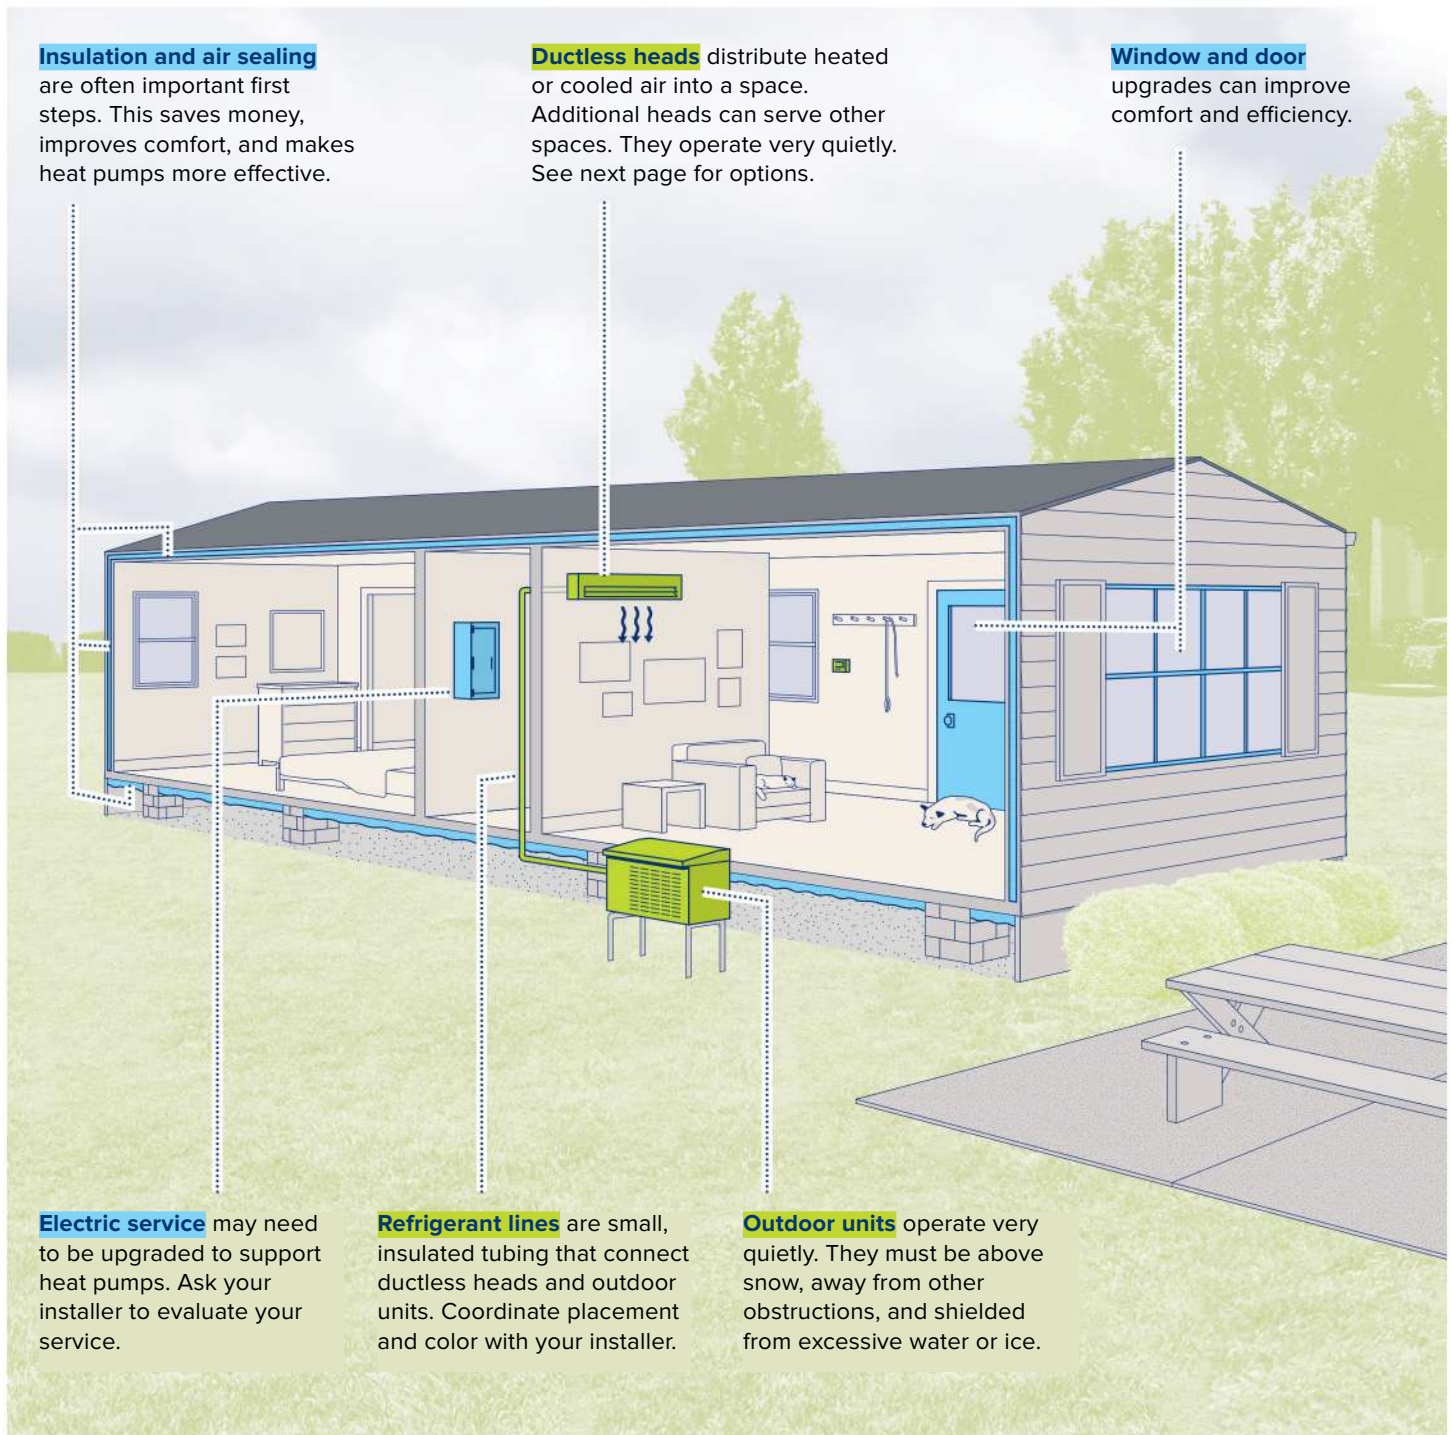 Insulation and air sealing
are often important first
steps. This saves money,
improves comfort, and makes
heat pumps more effective.
Ductless heads distribute heated
or cooled air into a space.
Additional heads can serve other
spaces. They operate very quietly.
See next page for options.
Window and door
upgrades can improve
comfort and efficiency.
Electric service may need
to be upgraded to support
heat pumps. Ask your
installer to evaluate your
service.
Refrigerant lines are small,
insulated tubing that connect
ductless heads and outdoor
units. Coordinate placement
and color with your installer.
Outdoor units operate very
quietly. They must be above
snow, away from other
obstructions, and shielded
from excessive water or ice.